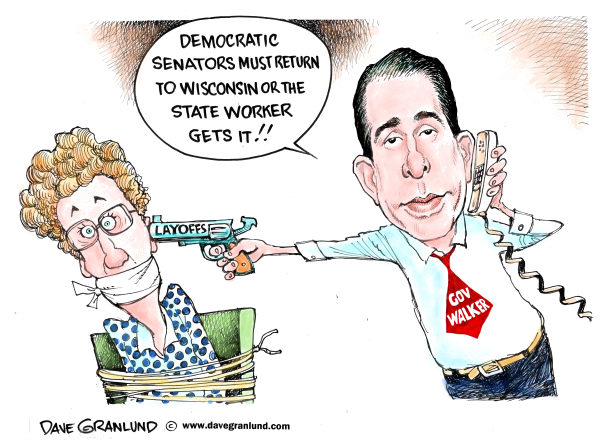 DEMOCRATIC
SENATORS MUST RETURN
TO WISCONSIN OR THE
STATE WORKER
GETS IT.!!
LAYOFFS
GOV
WALKER
DAVE GRANLUND © www.davegranlund.com